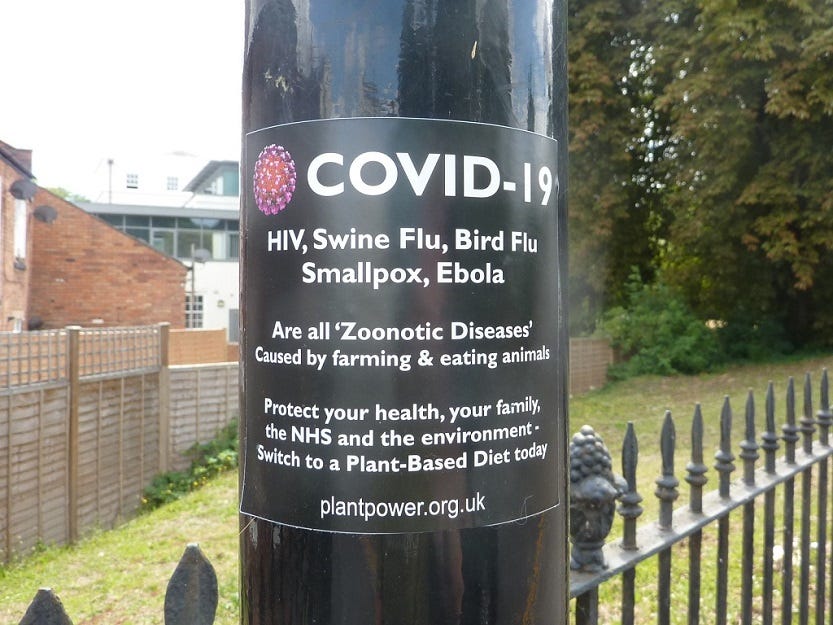 COVID-19
HIV, Swine Flu, Bird Flu
Smallpox, Ebola
Are all ‘Zoonotic Diseases’
Caused by farming & eating animals
Protect your health, your family,
the NHS and the environment -
Switch to a Plant-Based Diet today
plantpower.org.uk